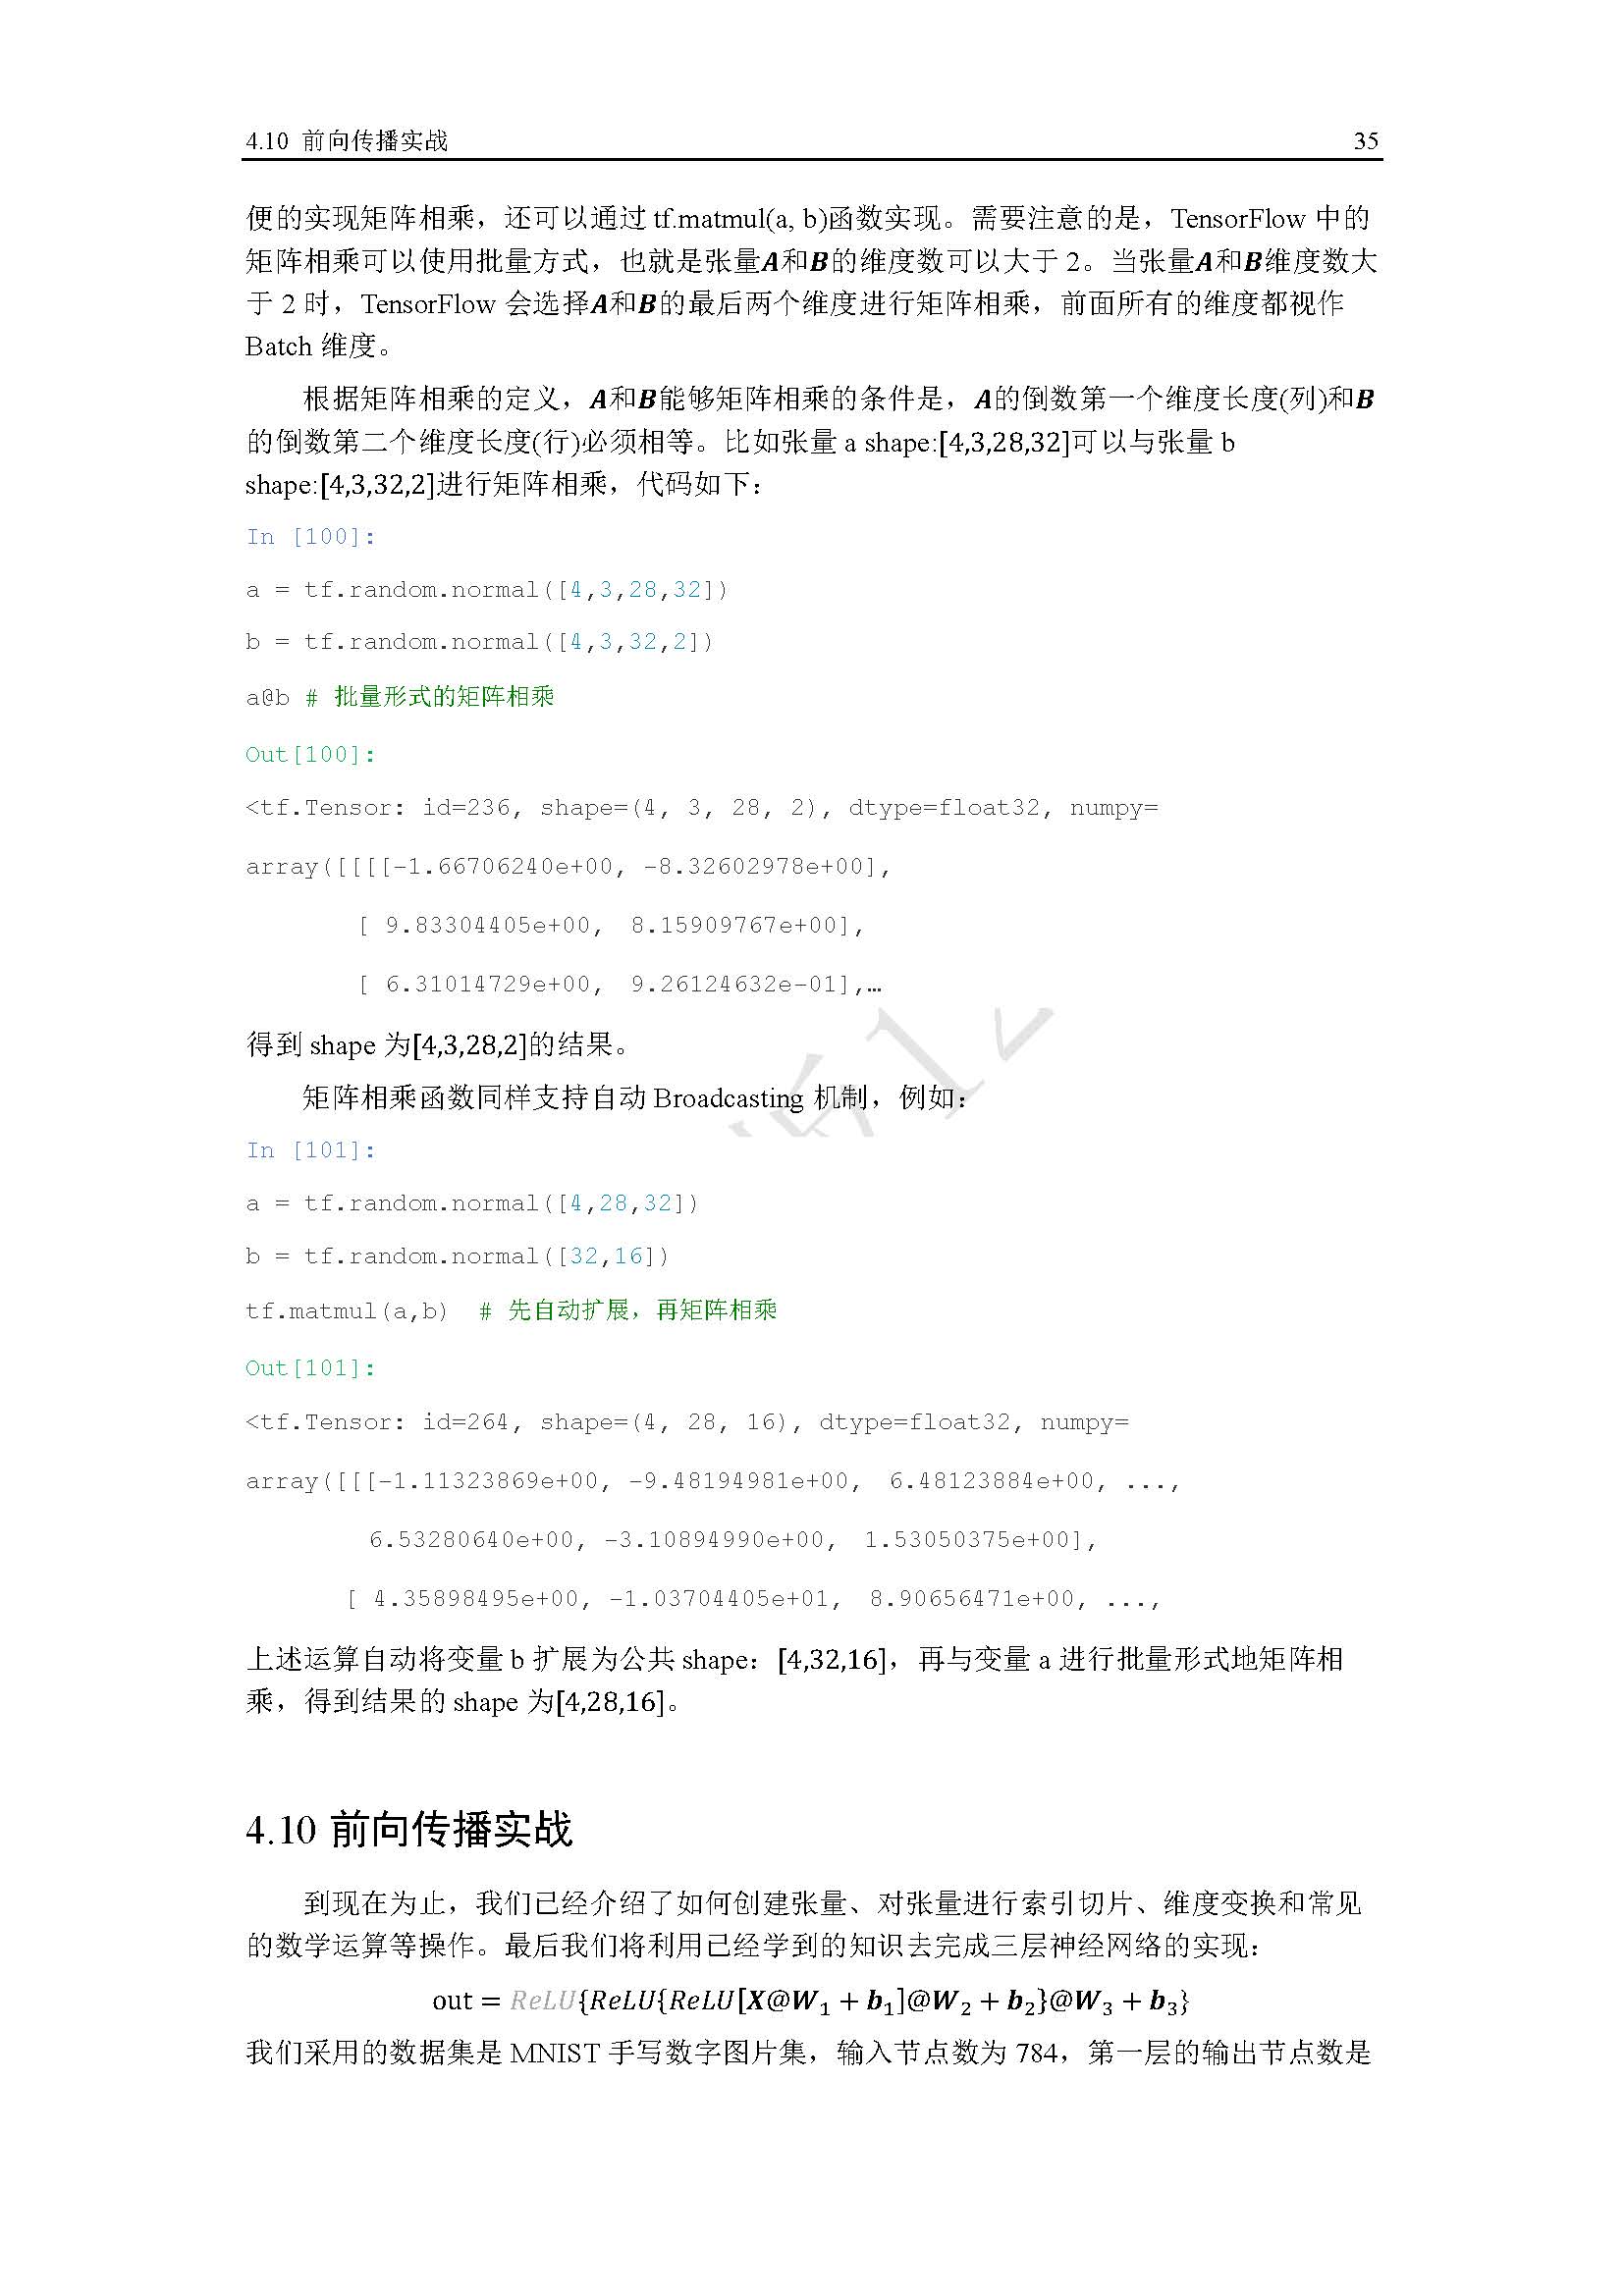 4.10 前向传播实战 35
便的实现矩阵相乘，还可以通过 tf.matmul(a, b)函数实现。需要注意的是，TensorFlow 中的
矩阵相乘可以使用批量方式，也就是张量A和B的维度数可以大于 2。当张量A和B维度数大
于 2 时，TensorFlow 会选择A和B的最后两个维度进行矩阵相乘，前面所有的维度都视作
Batch 维度。
根据矩阵相乘的定义，A和B能够矩阵相乘的条件是，A的倒数第一个维度长度(列)和B
的倒数第二个维度长度(行)必须相等。比如张量 a shape:[4,3,28,32]可以与张量 b
shape:[4,3,32,2]进行矩阵相乘，代码如下：
In [100]:
a = tf.random.normal([4,3,28,32])
b = tf.random.normal([4,3,32,2])
a@b # 批量形式的矩阵相乘
Out[100]:
<tf.Tensor: id=236, shape=(4, 3, 28, 2), dtype=float32, numpy=
array([[[[-1.66706240e+00, -8.32602978e+00],
[ 9.83304405e+00, 8.15909767e+00],
[ 6.31014729e+00, 9.26124632e-01],…
得到 shape 为[4,3,28,2]的结果。
矩阵相乘函数同样支持自动 Broadcasting 机制，例如：
In [101]:
a = tf.random.normal([4,28,32])
b = tf.random.normal([32,16])
tf.matmul(a,b) # 先自动扩展，再矩阵相乘
Out[101]:
<tf.Tensor: id=264, shape=(4, 28, 16), dtype=float32, numpy=
array([[[-1.11323869e+00, -9.48194981e+00, 6.48123884e+00, ...,
6.53280640e+00, -3.10894990e+00, 1.53050375e+00],
[ 4.35898495e+00, -1.03704405e+01, 8.90656471e+00, ...,
上述运算自动将变量 b 扩展为公共 shape：[4,32,16]，再与变量 a 进行批量形式地矩阵相
乘，得到结果的 shape 为[4,28,16]。
4.10 前向传播实战
到现在为止，我们已经介绍了如何创建张量、对张量进行索引切片、维度变换和常见
的数学运算等操作。最后我们将利用已经学到的知识去完成三层神经网络的实现：
out = ReLU{ReLU{ReLU[X@W₁ + b₁]@W₂ + b₂}@W₃ + b₃}
我们采用的数据集是 MNIST 手写数字图片集，输入节点数为 784，第一层的输出节点数是